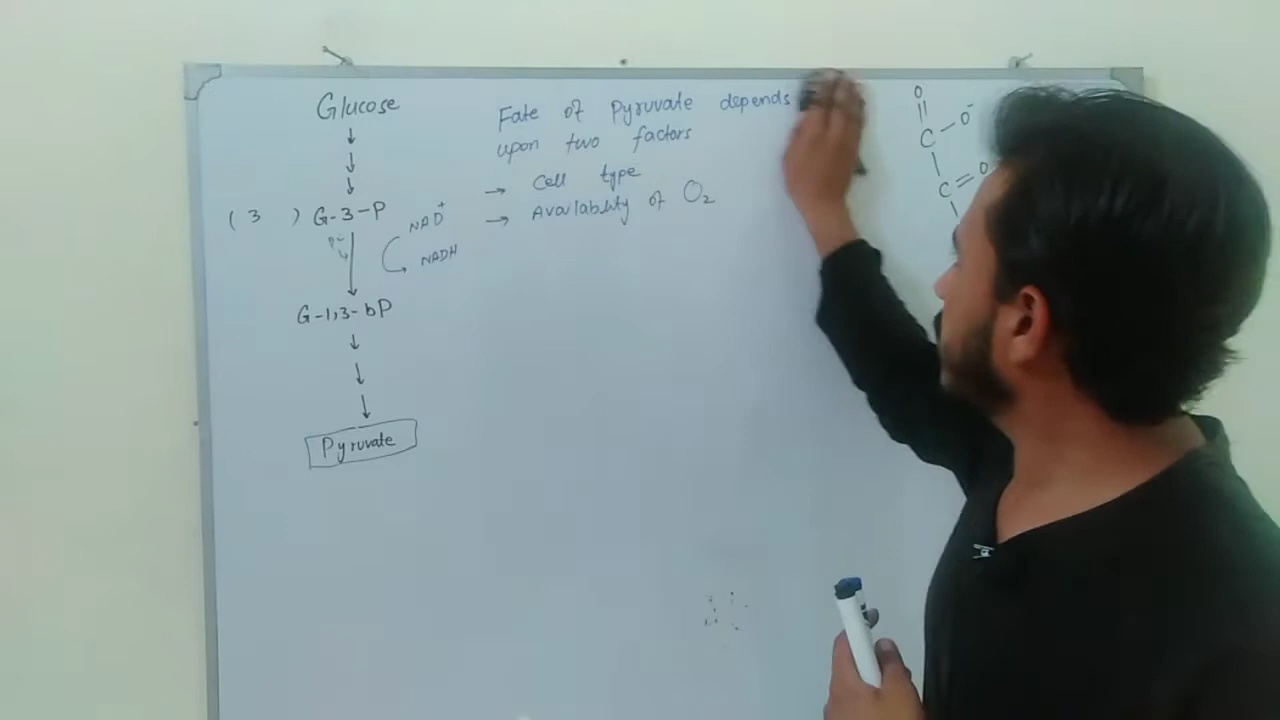 Glucose
(3 ) G-3-P
Pi
NAD+
NADH
G-1,3-bP
Pyruvate
Fate of Pyruvate depends
upon two factors
→ Cell type
→ Availability of O2
O
C - O-
C = O